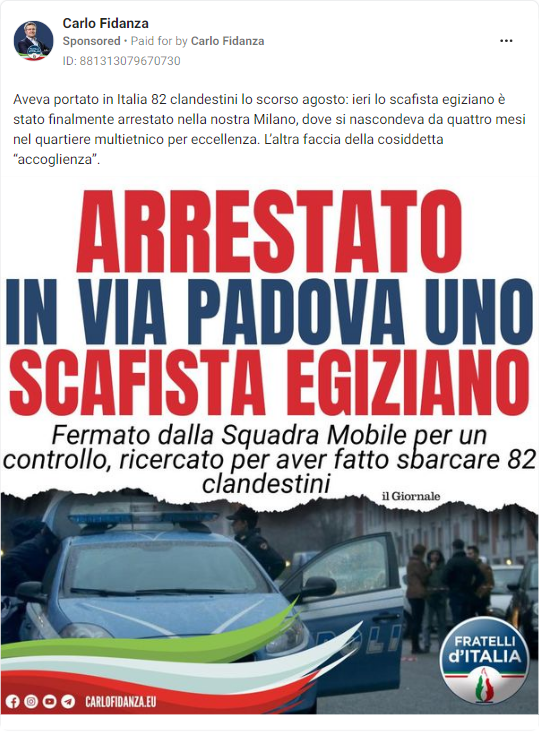 Carlo Fidanza
Sponsored • Paid for by Carlo Fidanza
ID: 881313079670730
Aveva portato in Italia 82 clandestini lo scorso agosto: ieri lo scafista egiziano è
stato finalmente arrestato nella nostra Milano, dove si nascondeva da quattro mesi
nel quartiere multietnico per eccellenza. L’altra faccia della cosiddetta
“accoglienza”.
ARRESTATO
IN VIA PADOVA UNO
SCAFISTA EGIZIANO
Fermato dalla Squadra Mobile per un
controllo, ricercato per aver fatto sbarcare 82
clandestini
il Giornale
FRATELLI
d'ITALIA
CARLOFIDANZA.EU